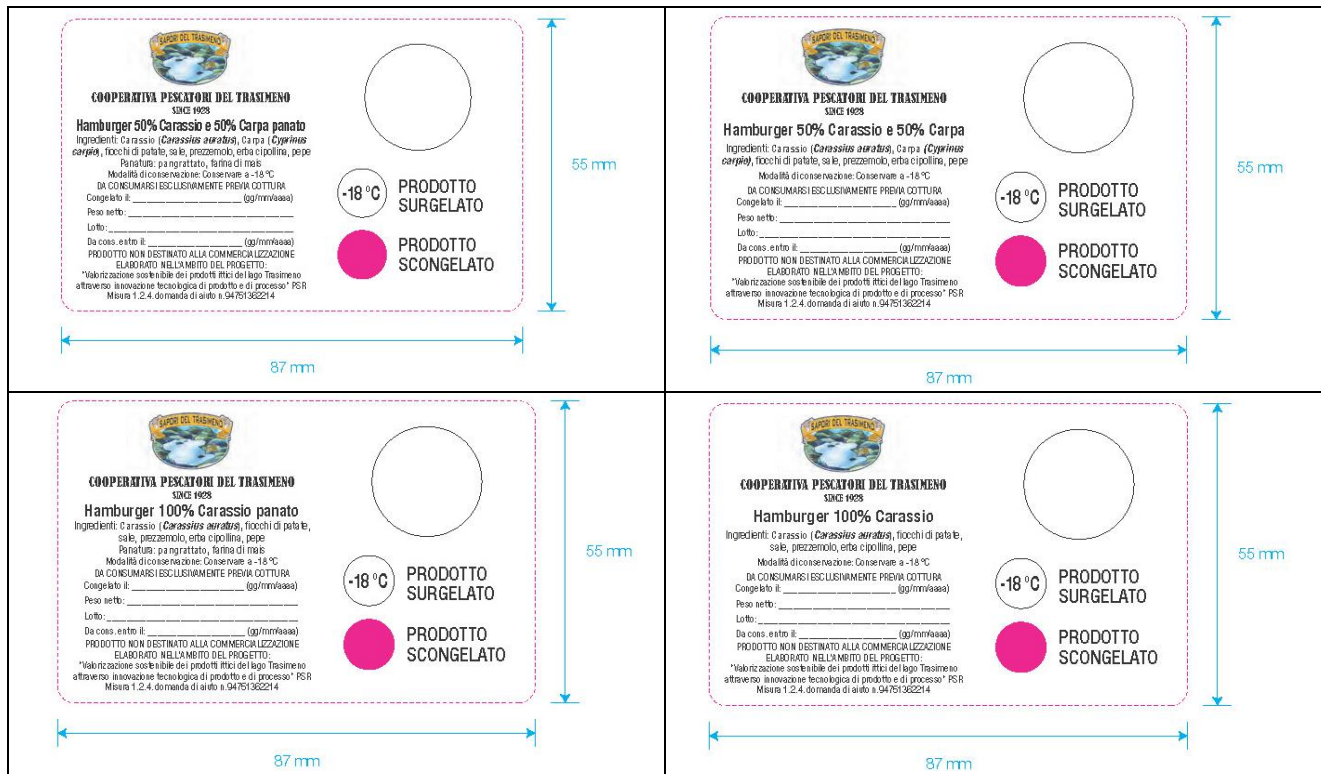 SAPORI DEL TRASIMENO
COOPERATIVA PESCATORI DEL TRASIMENO
SINCE 1928
Hamburger 50% Carassio e 50% Carpa panato
Ingredienti: Carassio (Carassius auratus), Carpa (Cyprinus
carpio), fiocchi di patate, sale, prezzemolo, erba cipollina, pepe
Panatura: pangrattato, farina di mais
Modalità di conservazione: Conservare a -18 °C
DA CONSUMARSI ESCLUSIVAMENTE PREVIA COTTURA
Congelato il: ____________________ (gg/mm/aaaa)
Peso netto: ____________________
Lotto: ____________________
Da cons. entro il: ____________________ (gg/mm/aaaa)
PRODOTTO NON DESTINATO ALLA COMMERCIALIZZAZIONE
ELABORATO NELL'AMBITO DEL PROGETTO:
"Valorizzazione sostenibile dei prodotti ittici del lago Trasimeno
attraverso innovazione tecnologica di prodotto e di processo" PSR
Misura 1.2.4. domanda di aiuto n.94751362214
-18 °C
PRODOTTO
SURGELATO
PRODOTTO
SCONGELATO
55 mm
87 mm
SAPORI DEL TRASIMENO
COOPERATIVA PESCATORI DEL TRASIMENO
SINCE 1928
Hamburger 50% Carassio e 50% Carpa
Ingredienti: Carassio (Carassius auratus), Carpa (Cyprinus
carpio), fiocchi di patate, sale, prezzemolo, erba cipollina, pepe
Modalità di conservazione: Conservare a -18 °C
DA CONSUMARSI ESCLUSIVAMENTE PREVIA COTTURA
Congelato il: ____________________ (gg/mm/aaaa)
Peso netto: ____________________
Lotto: ____________________
Da cons. entro il: ____________________ (gg/mm/aaaa)
PRODOTTO NON DESTINATO ALLA COMMERCIALIZZAZIONE
ELABORATO NELL'AMBITO DEL PROGETTO:
"Valorizzazione sostenibile dei prodotti ittici del lago Trasimeno
attraverso innovazione tecnologica di prodotto e di processo" PSR
Misura 1.2.4. domanda di aiuto n.94751362214
-18 °C
PRODOTTO
SURGELATO
PRODOTTO
SCONGELATO
55 mm
87 mm
SAPORI DEL TRASIMENO
COOPERATIVA PESCATORI DEL TRASIMENO
SINCE 1928
Hamburger 100% Carassio panato
Ingredienti: Carassio (Carassius auratus), fiocchi di patate,
sale, prezzemolo, erba cipollina, pepe
Panatura: pangrattato, farina di mais
Modalità di conservazione: Conservare a -18 °C
DA CONSUMARSI ESCLUSIVAMENTE PREVIA COTTURA
Congelato il: ____________________ (gg/mm/aaaa)
Peso netto: ____________________
Lotto: ____________________
Da cons. entro il: ____________________ (gg/mm/aaaa)
PRODOTTO NON DESTINATO ALLA COMMERCIALIZZAZIONE
ELABORATO NELL'AMBITO DEL PROGETTO:
"Valorizzazione sostenibile dei prodotti ittici del lago Trasimeno
attraverso innovazione tecnologica di prodotto e di processo" PSR
Misura 1.2.4. domanda di aiuto n.94751362214
-18 °C
PRODOTTO
SURGELATO
PRODOTTO
SCONGELATO
55 mm
87 mm
SAPORI DEL TRASIMENO
COOPERATIVA PESCATORI DEL TRASIMENO
SINCE 1928
Hamburger 100% Carassio
Ingredienti: Carassio (Carassius auratus), fiocchi di patate,
sale, prezzemolo, erba cipollina, pepe
Modalità di conservazione: Conservare a -18 °C
DA CONSUMARSI ESCLUSIVAMENTE PREVIA COTTURA
Congelato il: ____________________ (gg/mm/aaaa)
Peso netto: ____________________
Lotto: ____________________
Da cons. entro il: ____________________ (gg/mm/aaaa)
PRODOTTO NON DESTINATO ALLA COMMERCIALIZZAZIONE
ELABORATO NELL'AMBITO DEL PROGETTO:
"Valorizzazione sostenibile dei prodotti ittici del lago Trasimeno
attraverso innovazione tecnologica di prodotto e di processo" PSR
Misura 1.2.4. domanda di aiuto n.94751362214
-18 °C
PRODOTTO
SURGELATO
PRODOTTO
SCONGELATO
55 mm
87 mm